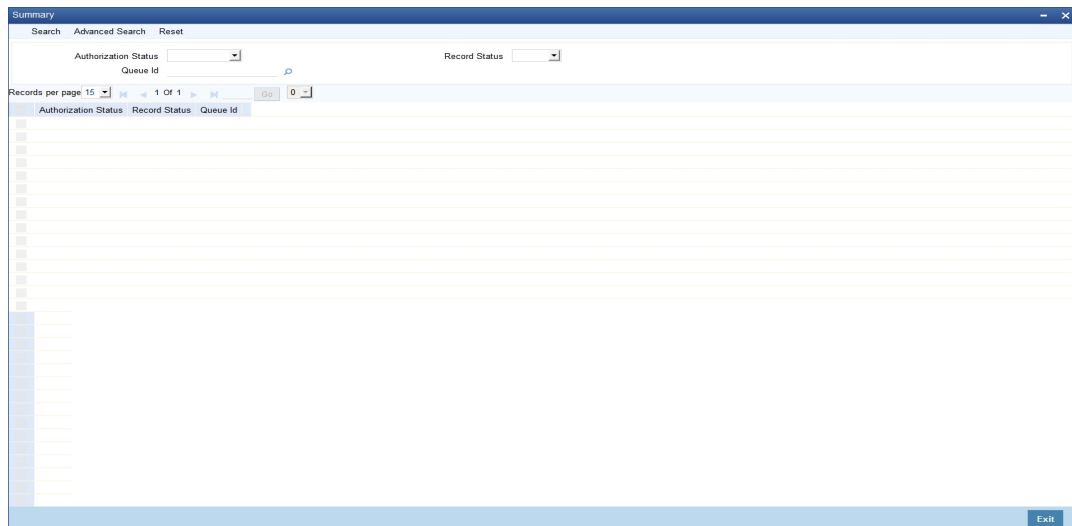 Summary
Search Advanced Search Reset
Authorization Status Record Status
Queue Id
Records per page 15 1 Of 1 Go 0
Authorization Status Record Status Queue Id
Exit